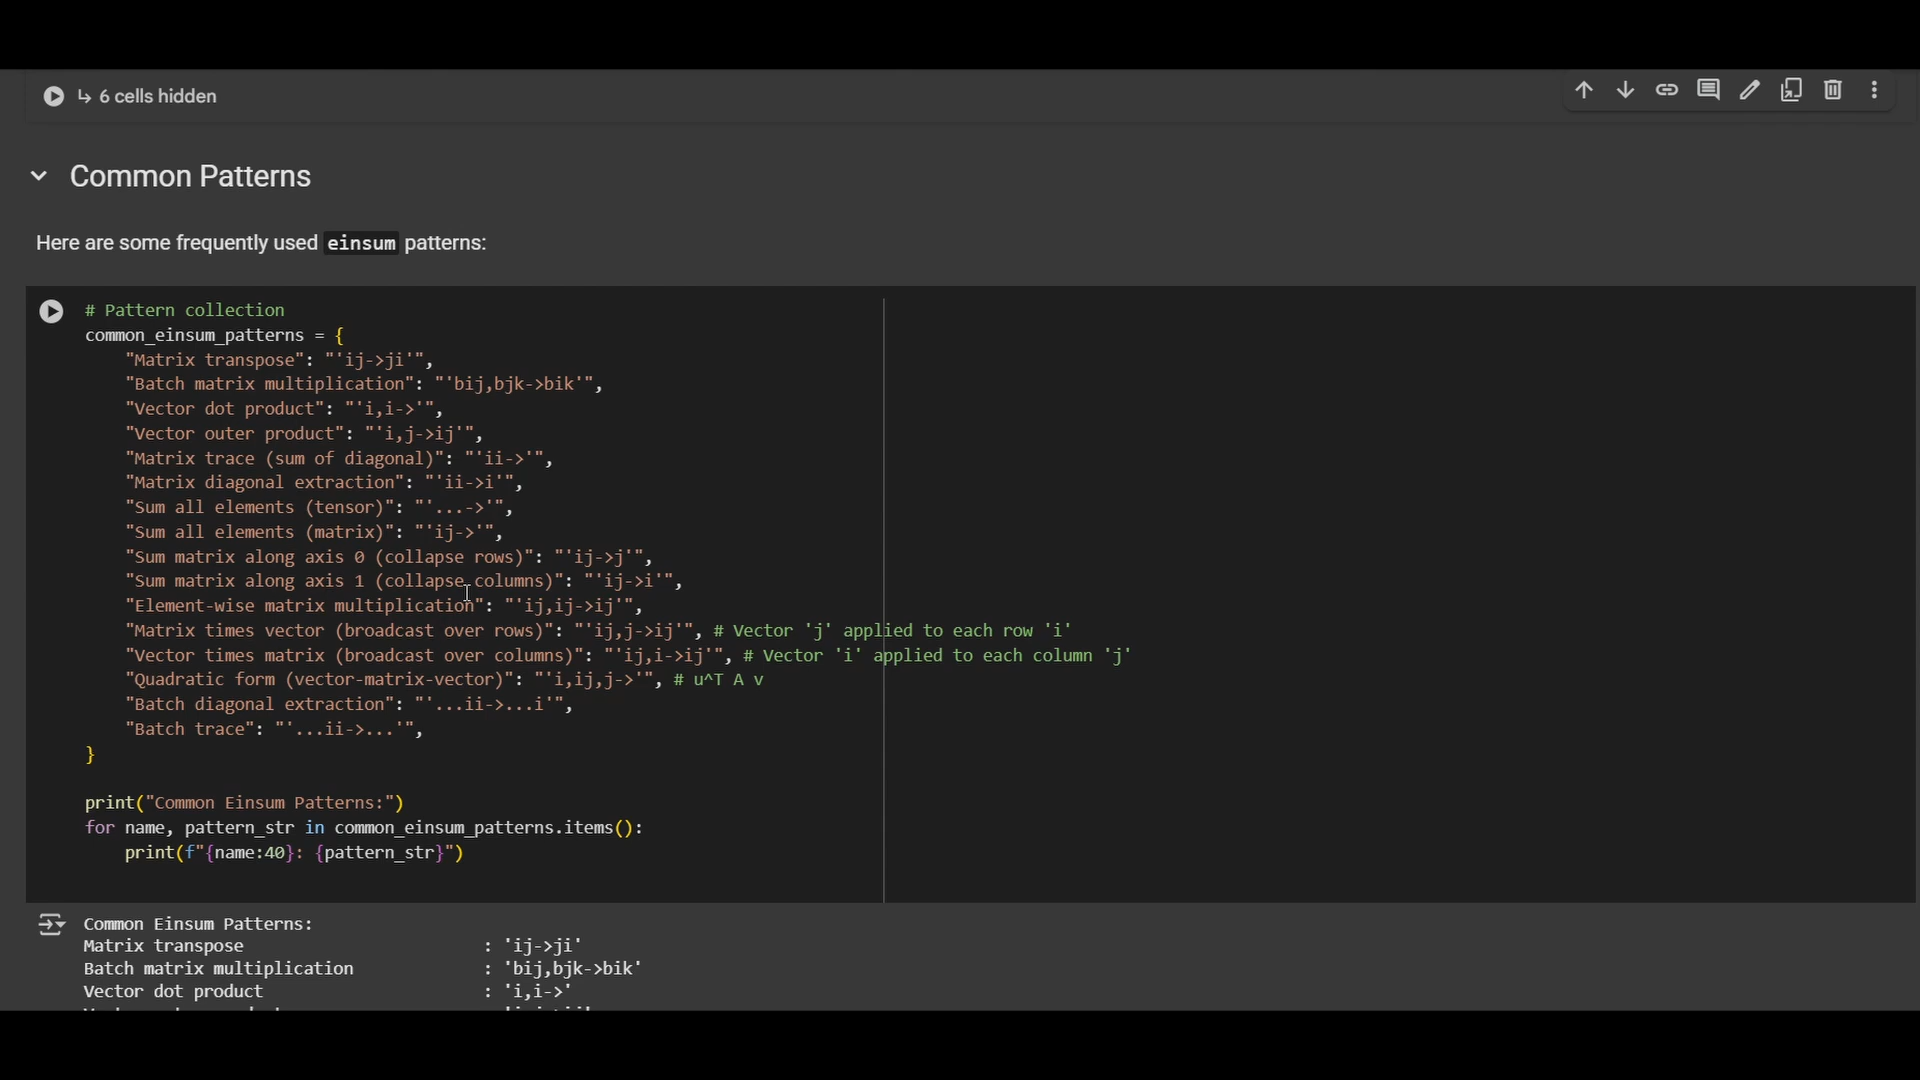 ↳ 6 cells hidden
Common Patterns
Here are some frequently used einsum patterns:
# Pattern collection
common_einsum_patterns = {
    "Matrix transpose": "'ij->ji'",
    "Batch matrix multiplication": "'bij,bjk->bik'",
    "Vector dot product": "'i,i->'",
    "Vector outer product": "'i,j->ij'",
    "Matrix trace (sum of diagonal)": "'ii->'",
    "Matrix diagonal extraction": "'ii->i'",
    "Sum all elements (tensor)": "'...->'",
    "Sum all elements (matrix)": "'ij->'",
    "Sum matrix along axis 0 (collapse rows)": "'ij->j'",
    "Sum matrix along axis 1 (collapse columns)": "'ij->i'",
    "Element-wise matrix multiplication": "'ij,ij->ij'",
    "Matrix times vector (broadcast over rows)": "'ij,j->ij'", # Vector 'j' applied to each row 'i'
    "Vector times matrix (broadcast over columns)": "'ij,i->ij'", # Vector 'i' applied to each column 'j'
    "Quadratic form (vector-matrix-vector)": "'i,ij,j->'", # u^T A v
    "Batch diagonal extraction": "'...ii->...i'",
    "Batch trace": "'...ii->...'",
}
print("Common Einsum Patterns:")
for name, pattern_str in common_einsum_patterns.items():
    print(f"{name:40}: {pattern_str}")
Common Einsum Patterns:
Matrix transpose                        : 'ij->ji'
Batch matrix multiplication             : 'bij,bjk->bik'
Vector dot product                      : 'i,i->'